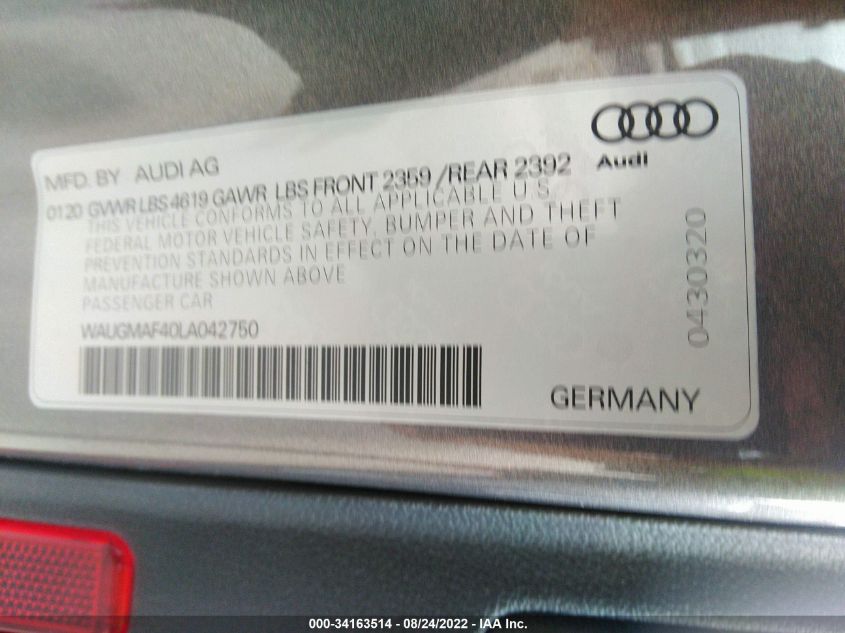 MFD. BY AUDI AG
Audi
0120 GVWR LBS 4619 GAWR LBS FRONT 2359 / REAR 2392
THIS VEHICLE CONFORMS TO ALL APPLICABLE U.S
FEDERAL MOTOR VEHICLE SAFETY, BUMPER AND THEFT
PREVENTION STANDARDS IN EFFECT ON THE DATE OF
MANUFACTURE SHOWN ABOVE
PASSENGER CAR
WAUGMAF40LA042750
GERMANY
0430320
000-34163514 - 08/24/2022 - IAA Inc.